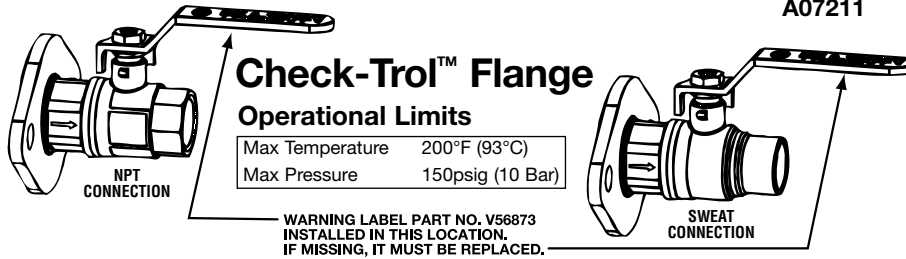 A07211
Check-Trol™ Flange
Operational Limits
Max Temperature 200°F (93°C)
Max Pressure 150psig (10 Bar)
NPT
CONNECTION
WARNING LABEL PART NO. V56873
INSTALLED IN THIS LOCATION.
IF MISSING, IT MUST BE REPLACED.
SWEAT
CONNECTION